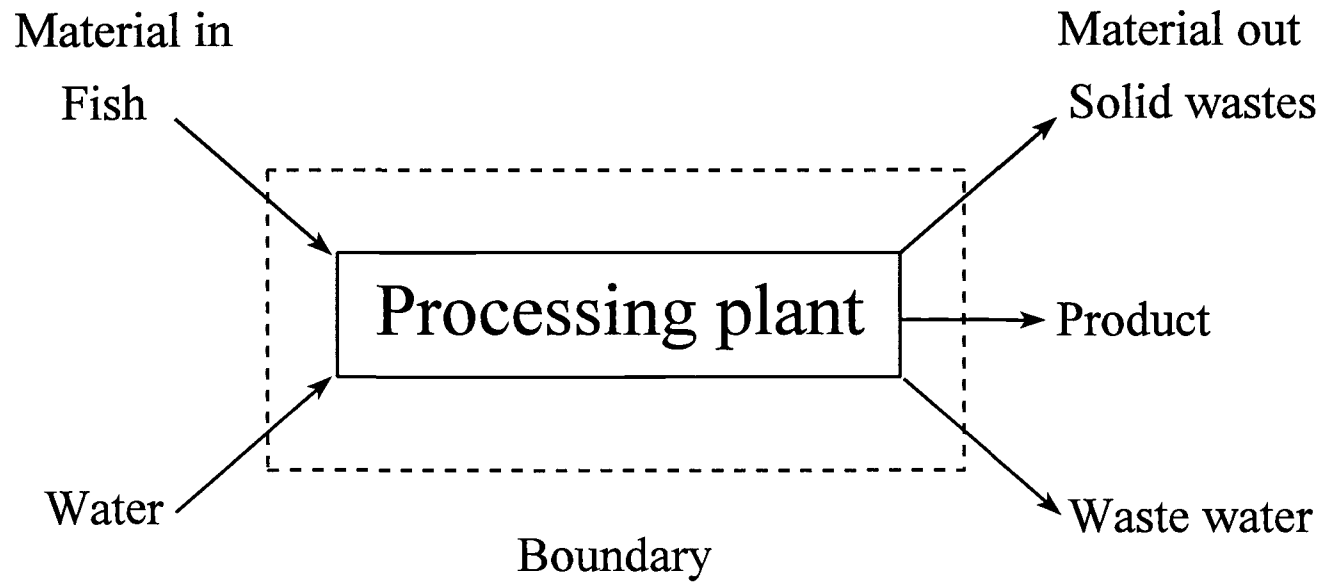 Material in
Material out
Fish
Solid wastes
Processing plant
Product
Water
Waste water
Boundary